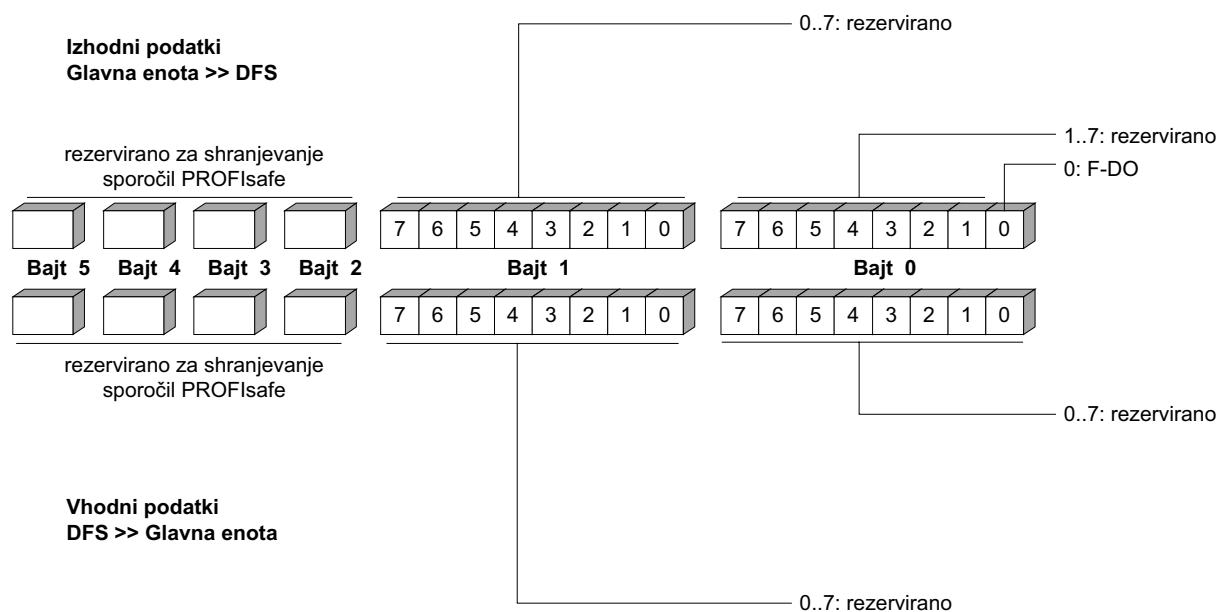 0..7: rezervirano
Izhodni podatki
Glavna enota >> DFS
rezervirano za shranjevanje
sporočil PROFIsafe
1..7: rezervirano
0: F-DO
7 6 5 4 3 2 1 0 7 6 5 4 3 2 1 0
Bajt 5 Bajt 4 Bajt 3 Bajt 2 Bajt 1 Bajt 0
7 6 5 4 3 2 1 0 7 6 5 4 3 2 1 0
rezervirano za shranjevanje
sporočil PROFIsafe
0..7: rezervirano
Vhodni podatki
DFS >> Glavna enota
0..7: rezervirano